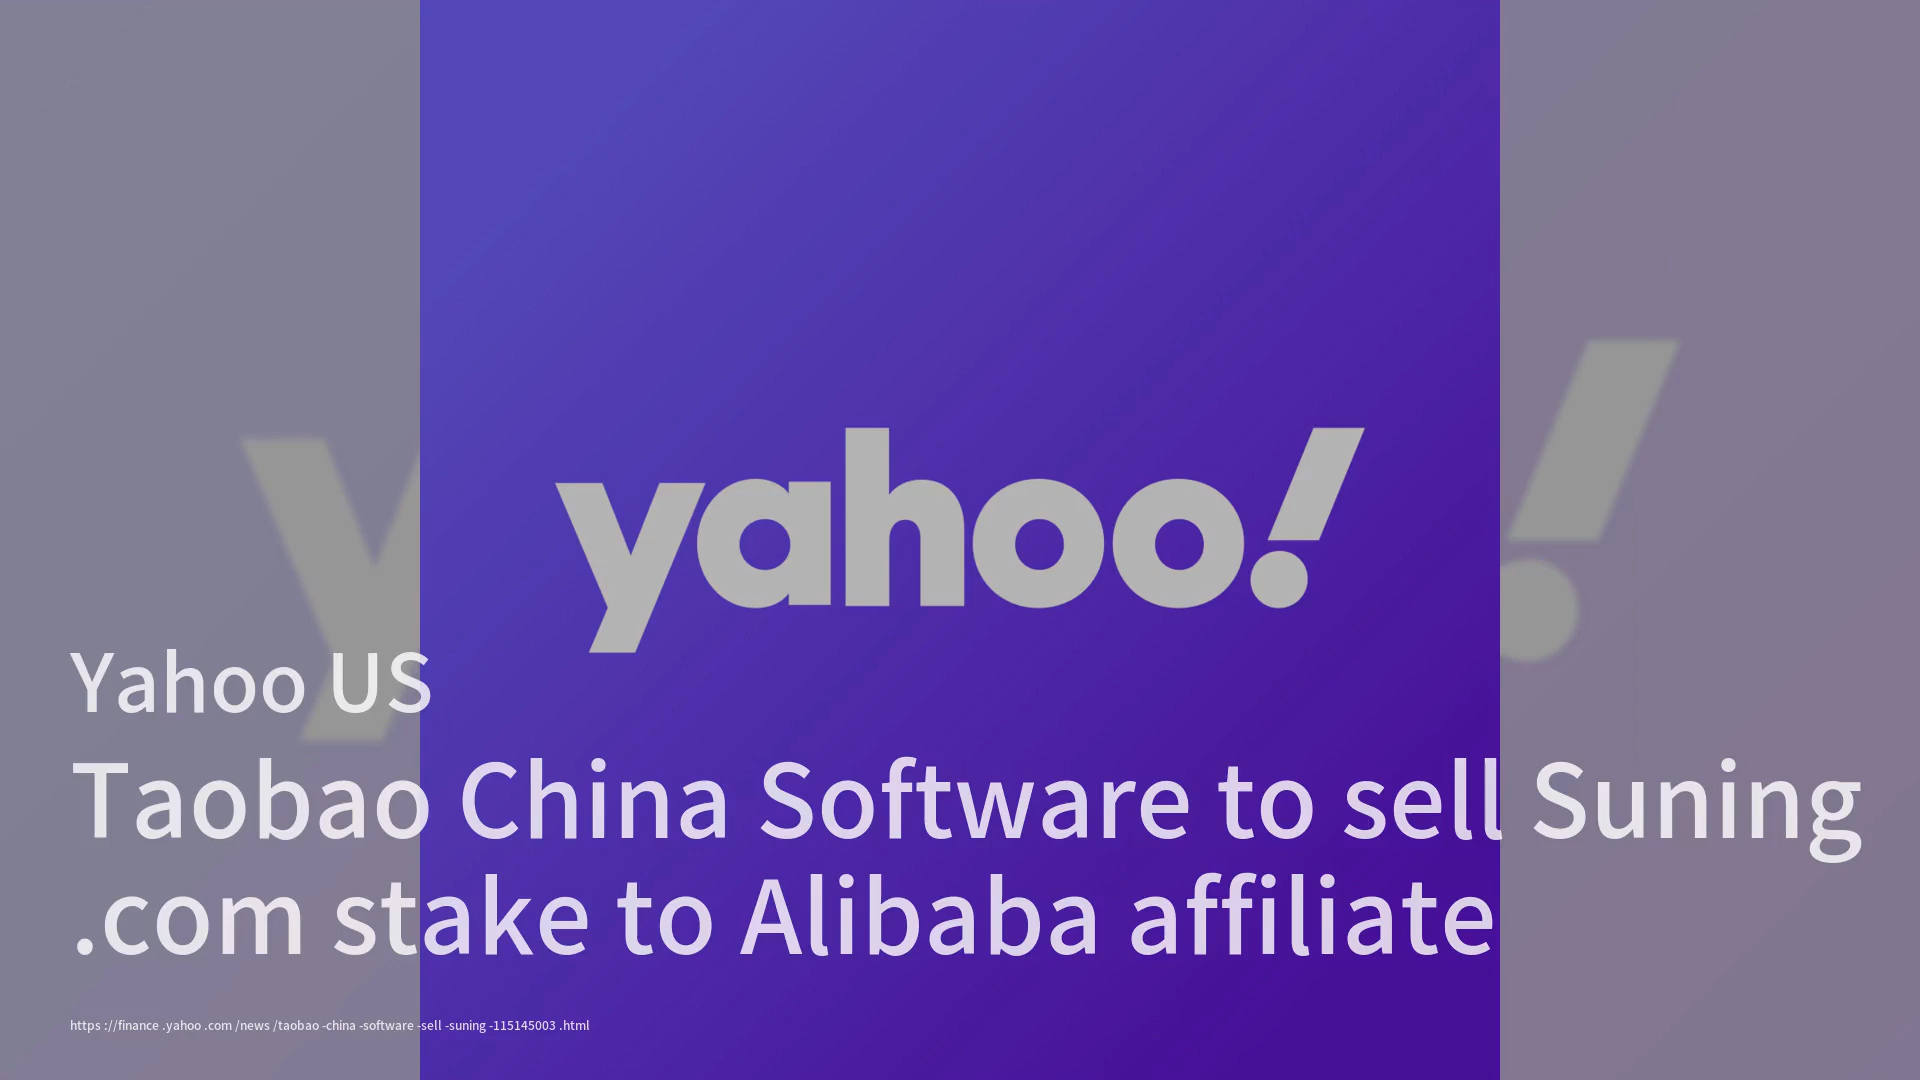 yahoo!
Yahoo US
Taobao China Software to sell Suning
.com stake to Alibaba affiliate
https ://finance .yahoo .com /news /taobao -china -software -sell -suning -115145003 .html